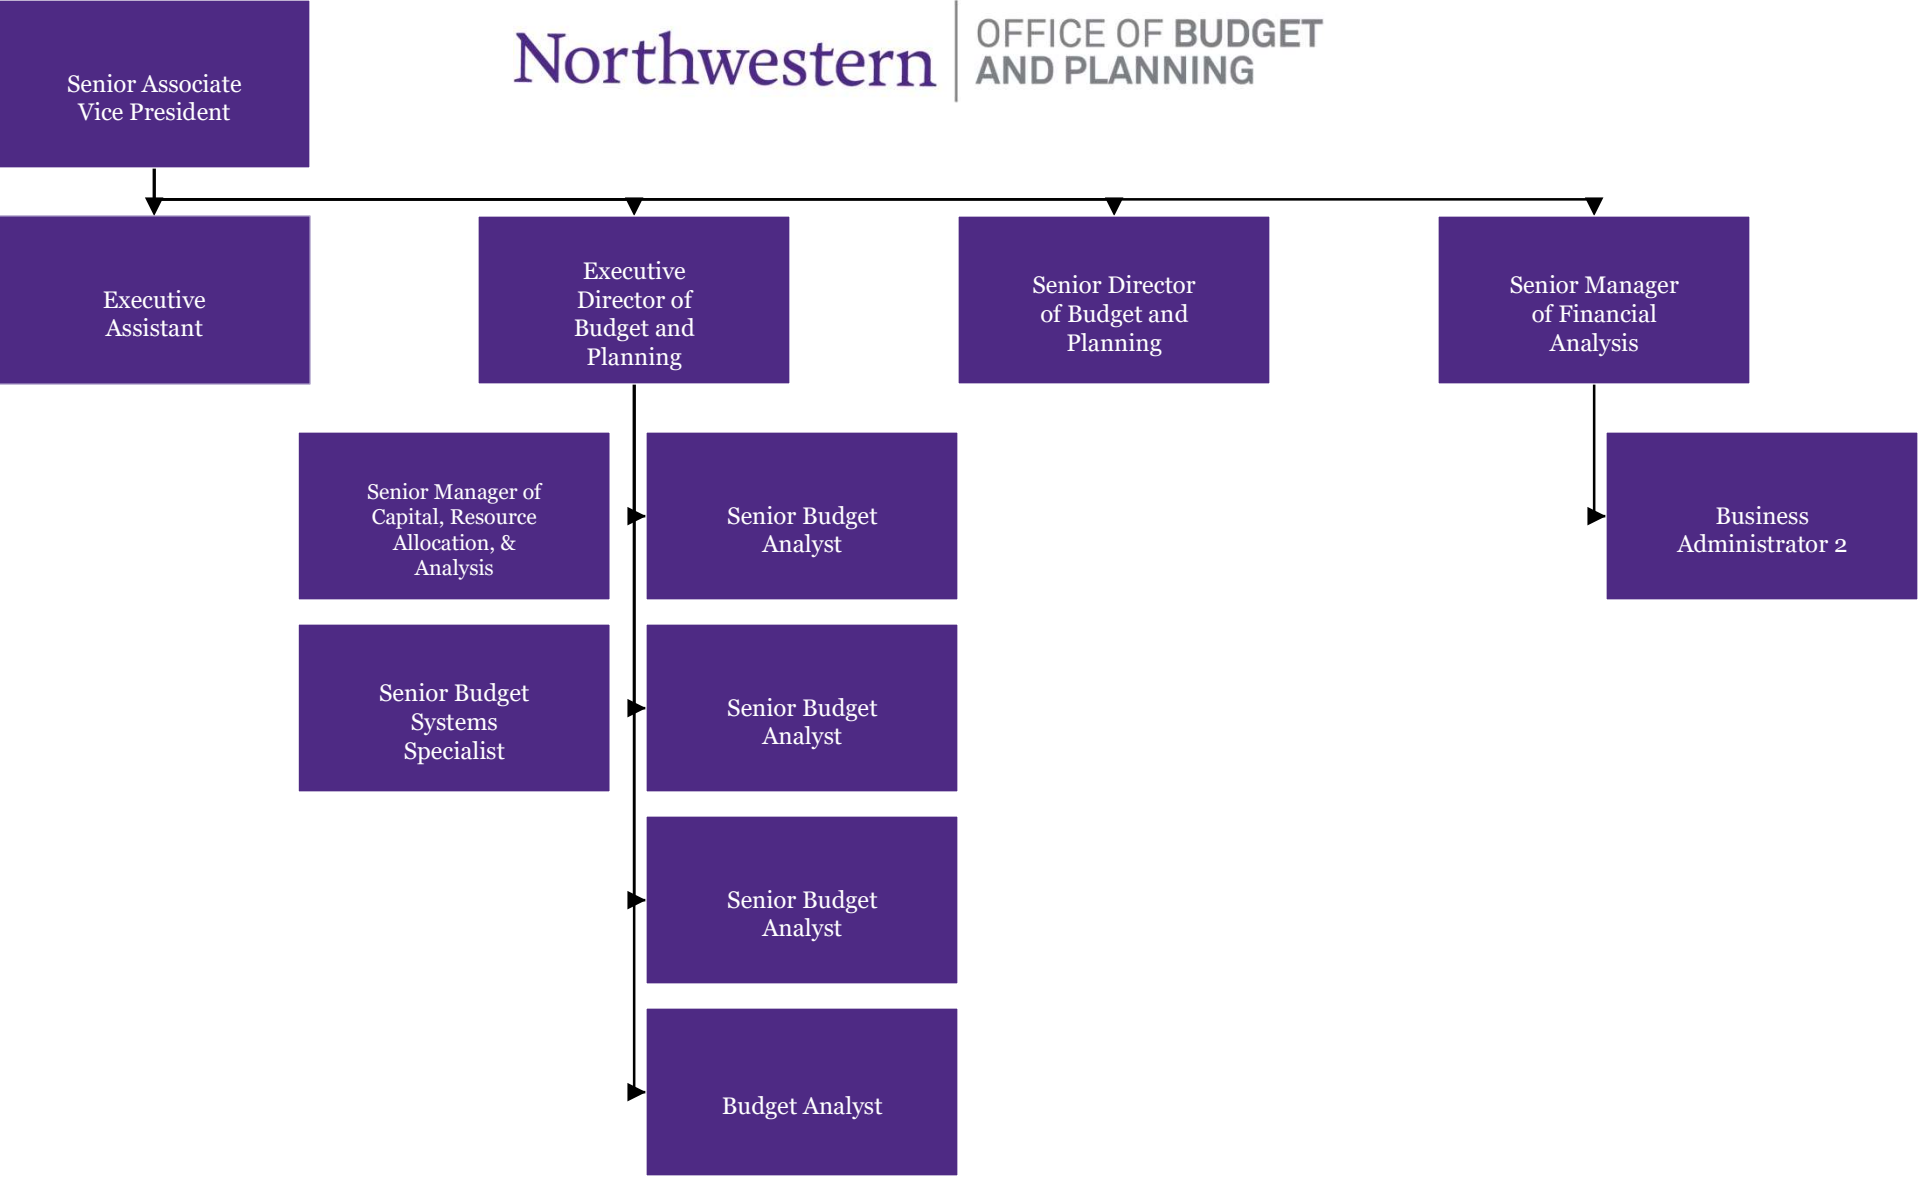 Northwestern
OFFICE OF BUDGET
AND PLANNING
Senior Associate
Vice President
Executive
Assistant
Executive
Director of
Budget and
Planning
Senior Director
of Budget and
Planning
Senior Manager
of Financial
Analysis
Senior Manager of
Capital, Resource
Allocation, &
Analysis
Senior Budget
Analyst
Business
Administrator 2
Senior Budget
Systems
Specialist
Senior Budget
Analyst
Senior Budget
Analyst
Budget Analyst